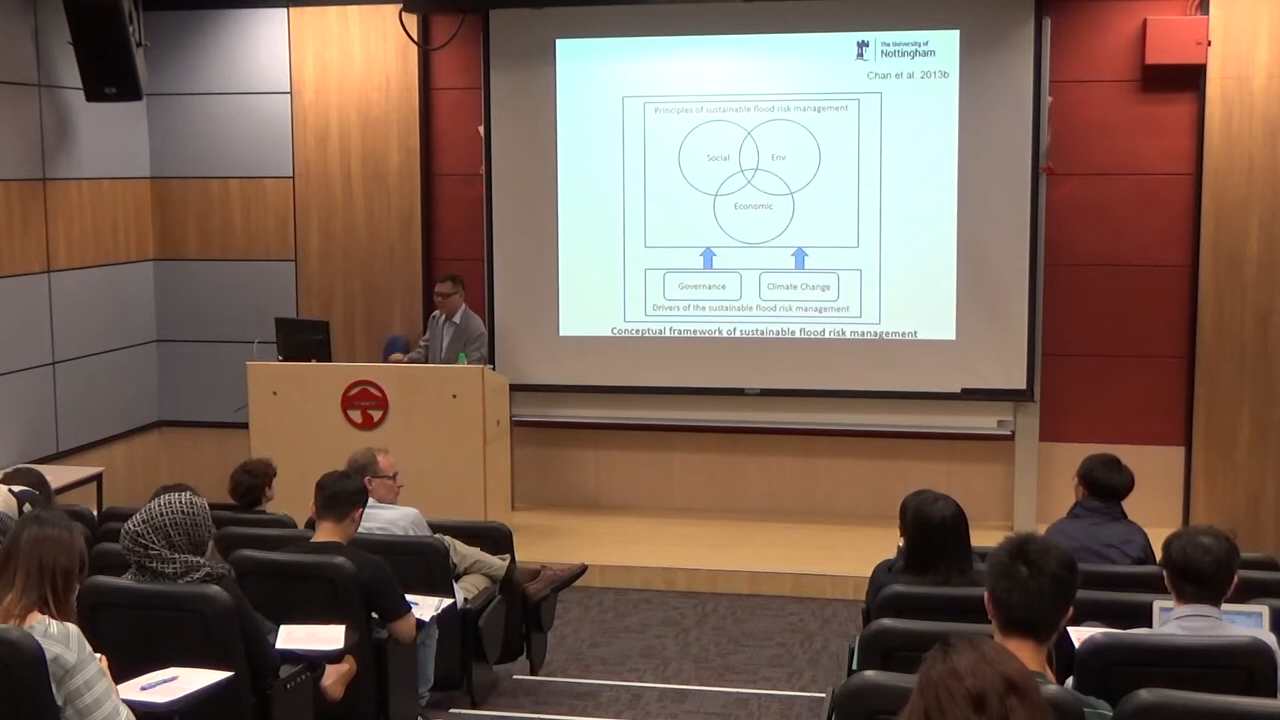 The University of
Nottingham
Chan et al. 2013b
Principles of sustainable flood risk management
Social
Env.
Economic
Governance
Climate Change
Drivers of the sustainable flood risk management
Conceptual framework of sustainable flood risk management